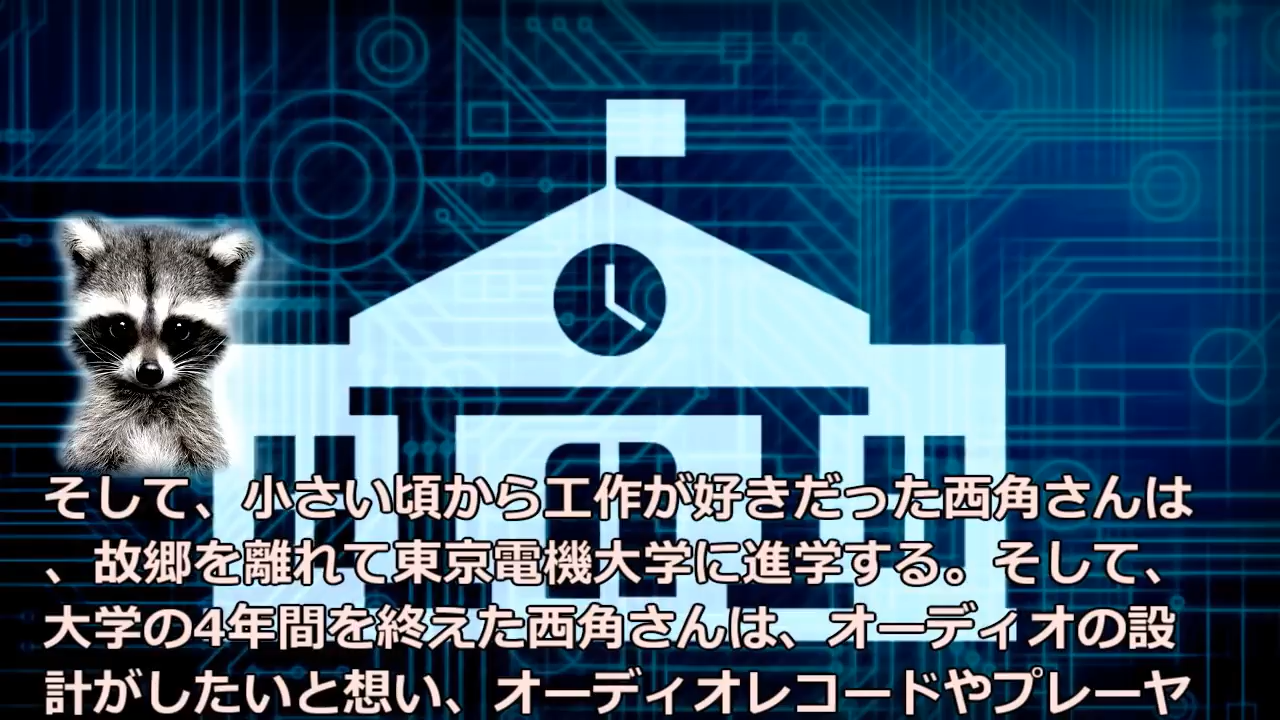 そして、小さい頃から工作が好きだった西角さんは
、故郷を離れて東京電機大学に進学する。そして、
大学の4年間を終えた西角さんは、オーディオの設
計がしたいと想い、オーディオレコードやプレーヤ